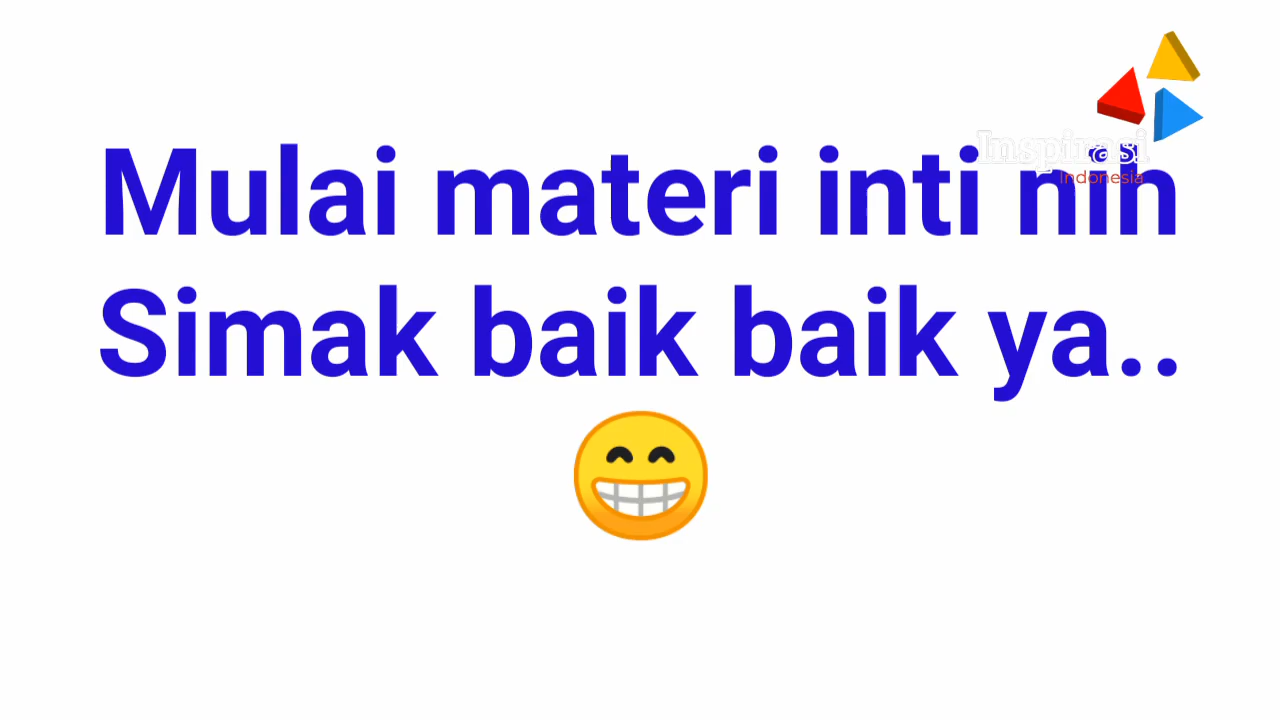 Inspirasi
Indonesia
Mulai materi inti nih
Simak baik baik ya..
😁